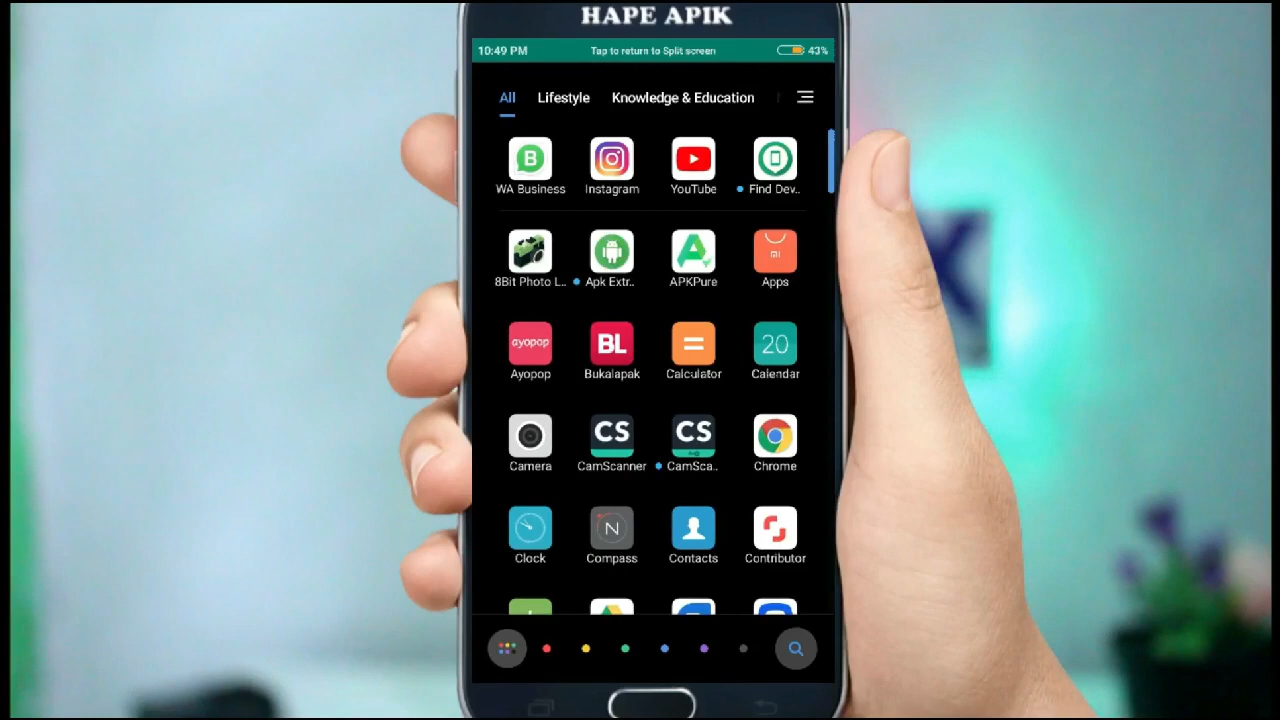 HAPE APIK
10:49 PM Tap to return to Split screen 43%
All Lifestyle Knowledge & Education
B
WA Business Instagram YouTube Find Dev..
MI
8Bit Photo L.. Apk Extr.. APKPure Apps
ayopop BL 20
Ayopop Bukalapak Calculator Calendar
CS CS
Camera CamScanner CamSca.. Chrome
N
Clock Compass Contacts Contributor
K